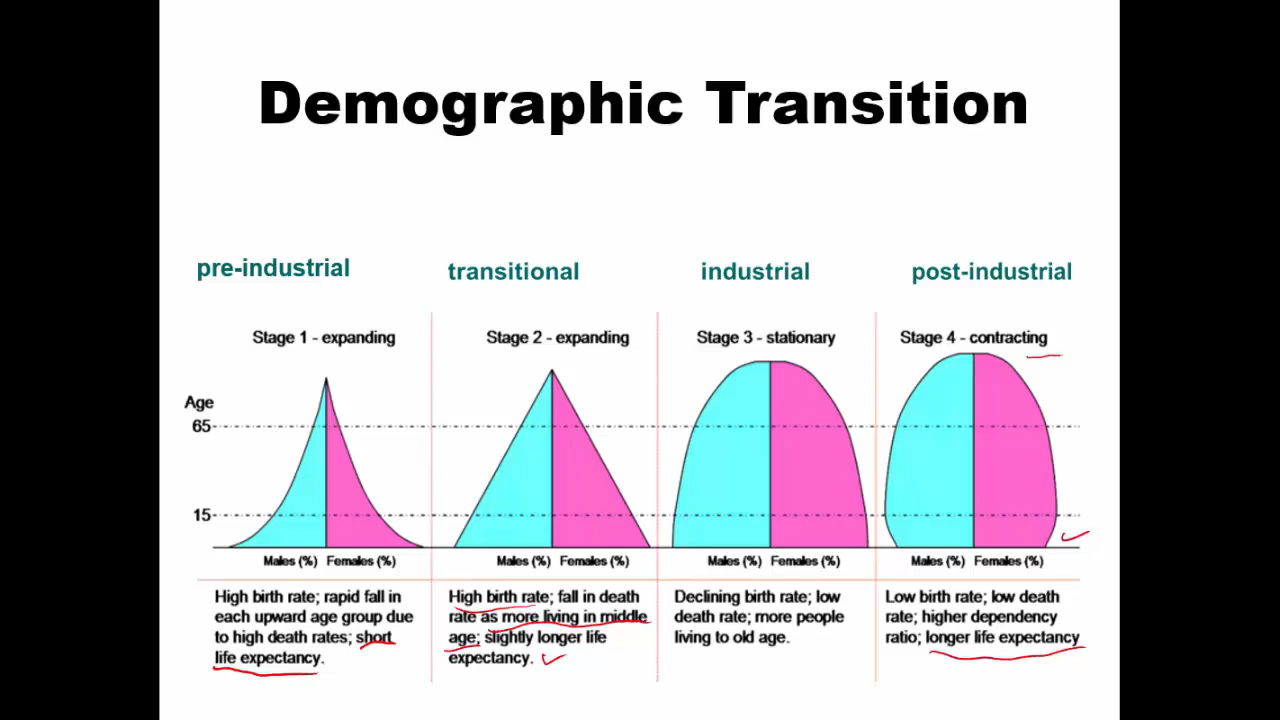 Demographic Transition
pre-industrial
transitional
industrial
post-industrial
Stage 1 - expanding
Stage 2 - expanding
Stage 3 - stationary
Stage 4 - contracting
Age
65
15
Males (%) Females (%)
Males (%) Females (%)
Males (%) Females (%)
Males (%) Females (%)
High birth rate; rapid fall in
each upward age group due
to high death rates; short
life expectancy.
High birth rate; fall in death
rate as more living in middle
age; slightly longer life
expectancy.
Declining birth rate; low
death rate; more people
living to old age.
Low birth rate; low death
rate; higher dependency
ratio; longer life expectancy